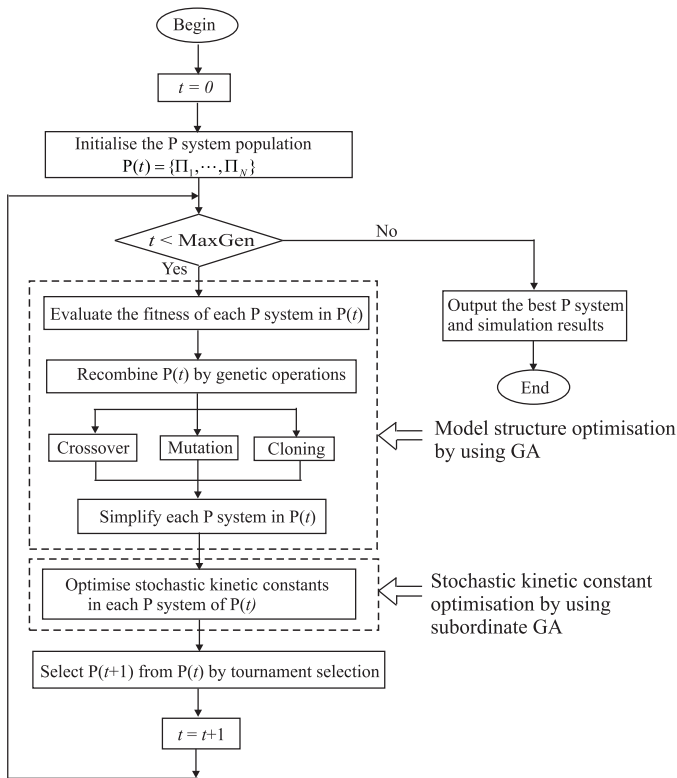 Begin
t = 0
Initialise the P system population
P(t) = {Π₁,⋯,Π_N}
t < MaxGen
No
Yes
Evaluate the fitness of each P system in P(t)
Output the best P system
and simulation results
Recombine P(t) by genetic operations
End
Crossover
Mutation
Cloning
Model structure optimisation
by using GA
Simplify each P system in P(t)
Optimise stochastic kinetic constants
in each P system of P(t)
Stochastic kinetic constant
optimisation by using
subordinate GA
Select P(t+1) from P(t) by tournament selection
t = t+1